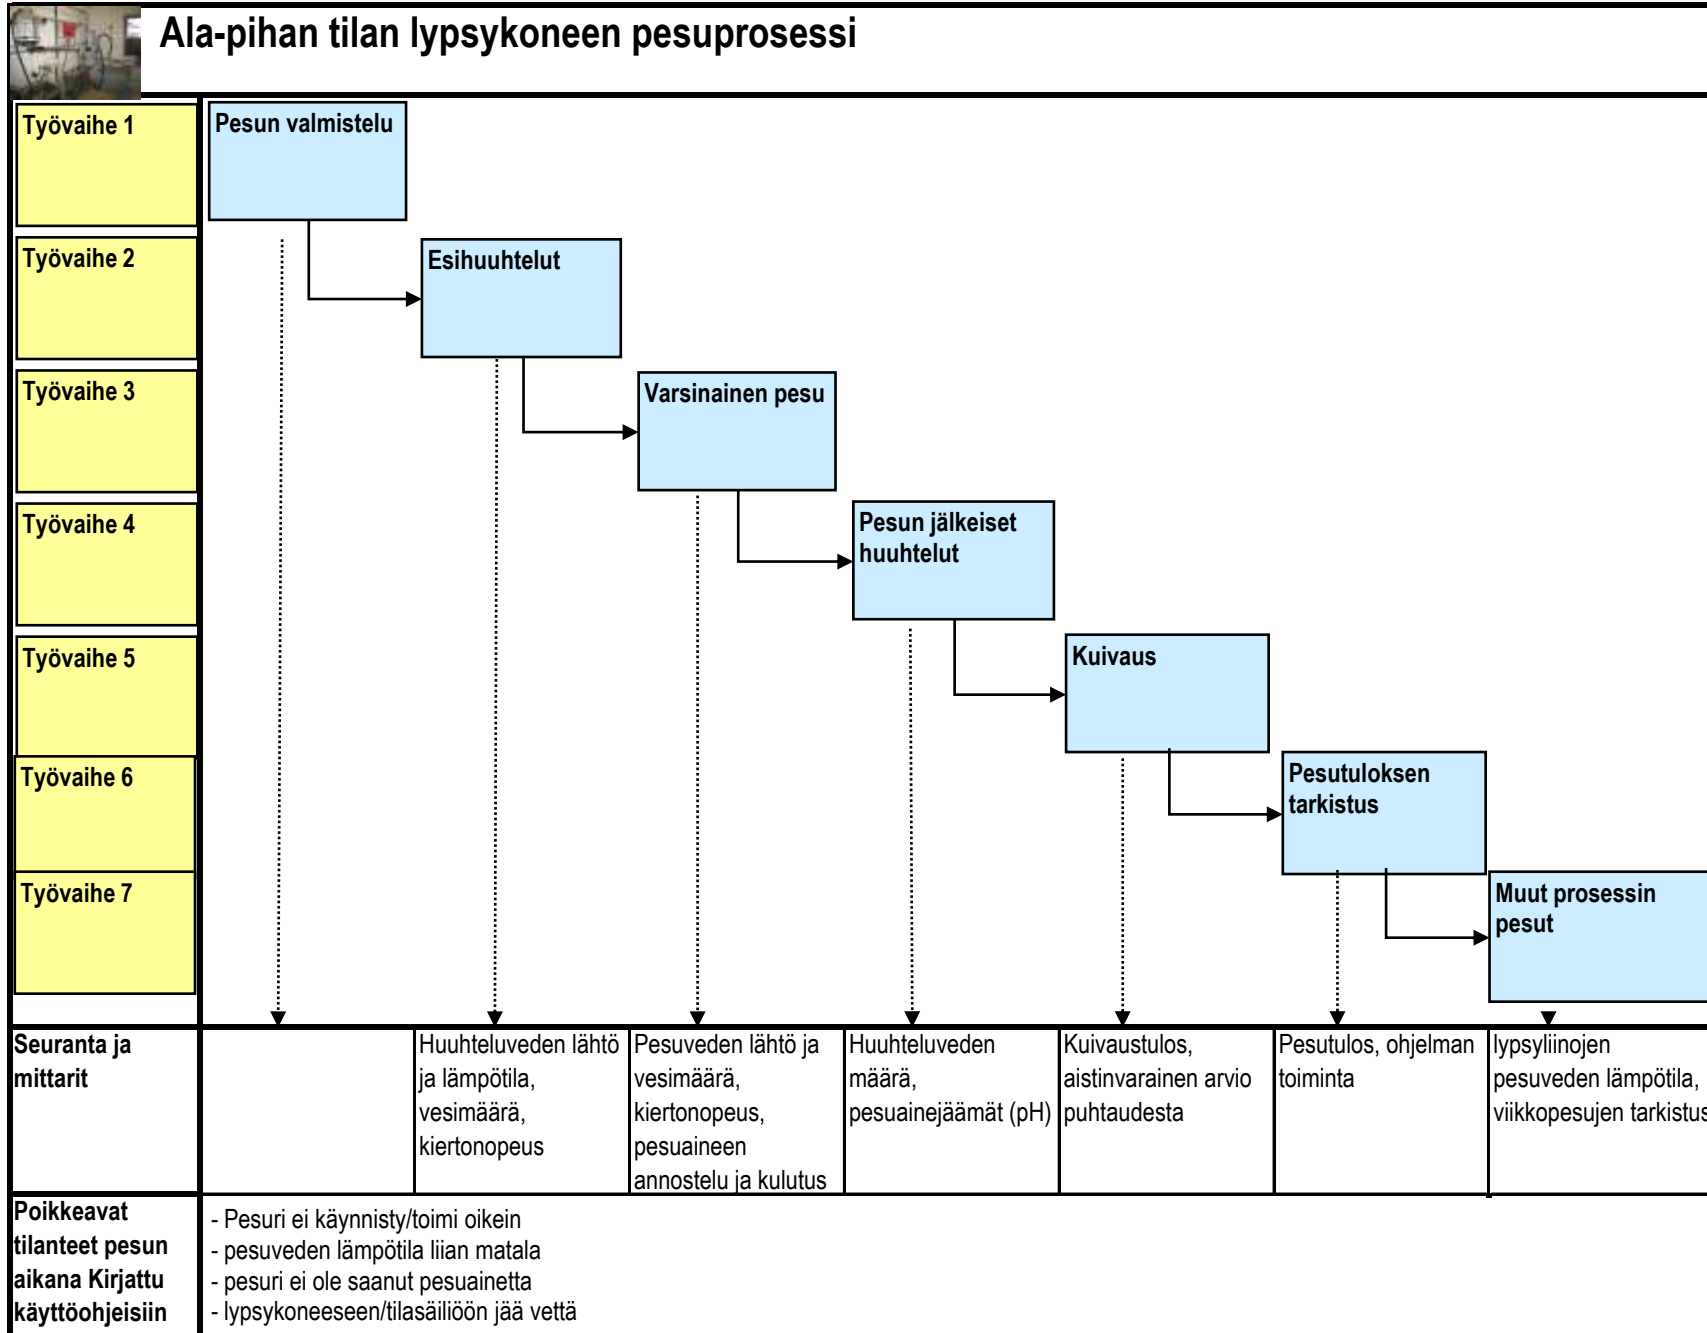 Ala-pihan tilan lypsykoneen pesuprosessi
Työvaihe 1
Pesun valmistelu
Työvaihe 2
Esihuuhtelut
Työvaihe 3
Varsinainen pesu
Työvaihe 4
Pesun jälkeiset
huuhtelut
Työvaihe 5
Kuivaus
Työvaihe 6
Pesutuloksen
tarkistus
Työvaihe 7
Muut prosessin
pesut
Seuranta ja
mittarit
Huuhteluveden lähtö
ja lämpötila,
vesimäärä,
kiertonopeus
Pesuveden lähtö ja
vesimäärä,
kiertonopeus,
pesuaineen
annostelu ja kulutus
Huuhteluveden
määrä,
pesuainejäämät (pH)
Kuivaustulos,
aistinvarainen arvio
puhtaudesta
Pesutulos, ohjelman
toiminta
lypsyliinojen
pesuveden lämpötila,
viikkopesujen tarkistus
Poikkeavat
tilanteet pesun
aikana Kirjattu
käyttöohjeisiin
- Pesuri ei käynnisty/toimi oikein
- pesuveden lämpötila liian matala
- pesuri ei ole saanut pesuainetta
- lypsykoneeseen/tilasäiliöön jää vettä